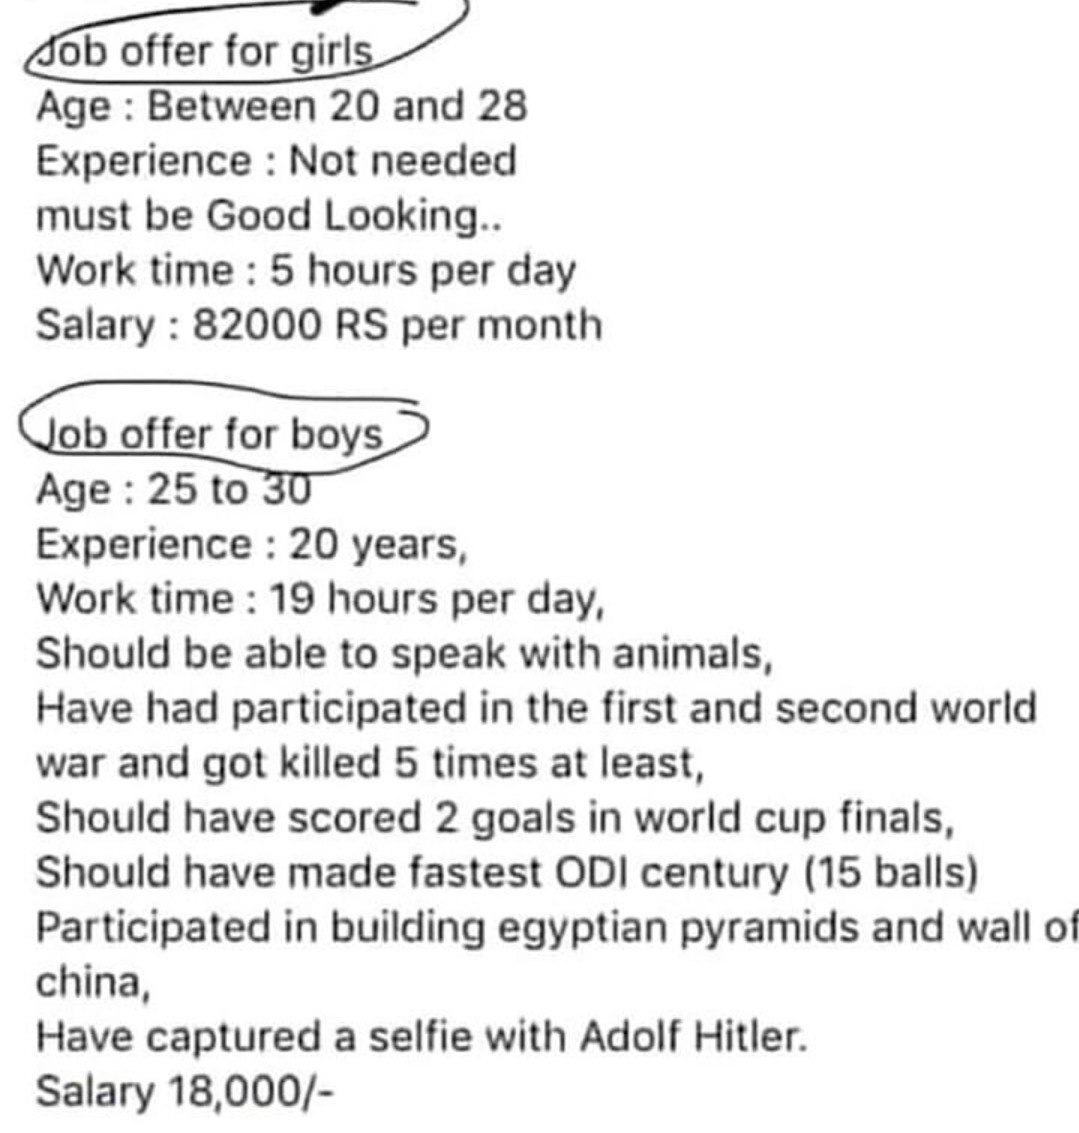 Job offer for girls
Age : Between 20 and 28
Experience : Not needed
must be Good Looking..
Work time : 5 hours per day
Salary : 82000 RS per month
Job offer for boys
Age : 25 to 30
Experience : 20 years,
Work time : 19 hours per day,
Should be able to speak with animals,
Have had participated in the first and second world
war and got killed 5 times at least,
Should have scored 2 goals in world cup finals,
Should have made fastest ODI century (15 balls)
Participated in building egyptian pyramids and wall of
china,
Have captured a selfie with Adolf Hitler.
Salary 18,000/-